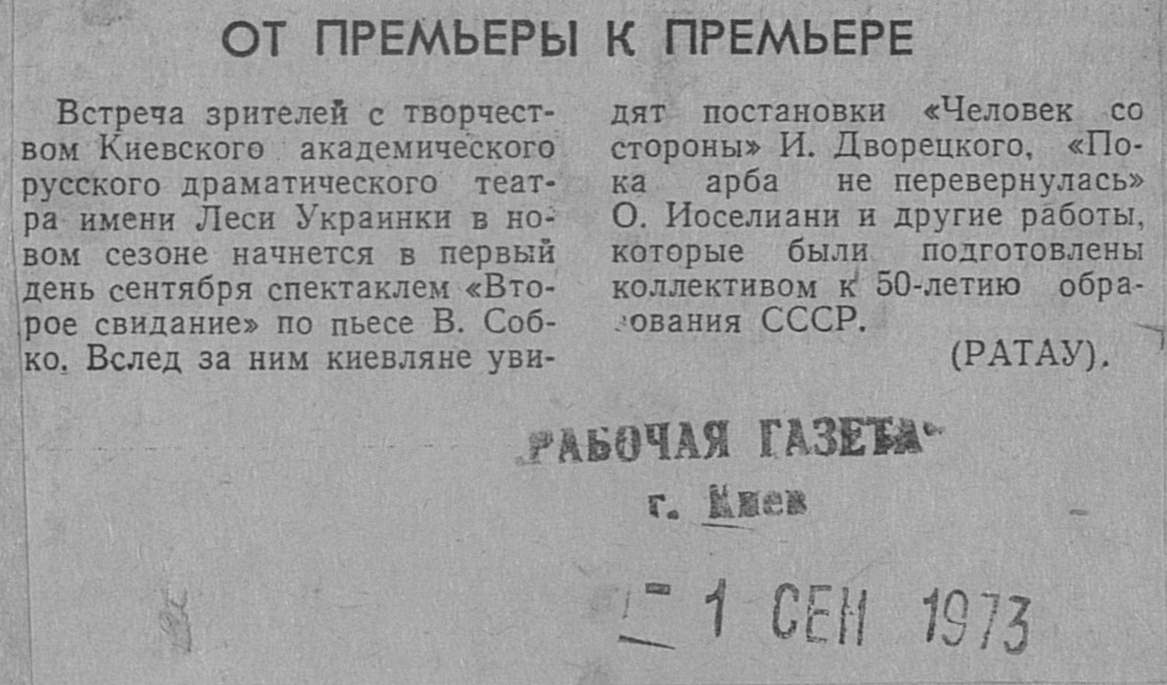 ОТ ПРЕМЬЕРЫ К ПРЕМЬЕРЕ
Встреча зрителей с творчест-
вом Киевского академического
русского драматического теат-
ра имени Леси Украинки в но-
вом сезоне начнется в первый
день сентября спектаклем «Вто-
рое свидание» по пьесе В. Соб-
ко. Вслед за ним киевляне уви-
дят постановки «Человек со
стороны» И. Дворецкого, «По-
ка арба не перевернулась»
О. Иоселиани и другие работы,
которые были подготовлены
коллективом к 50-летию обра-
зования СССР.
(РАТАУ).
„РАБОЧАЯ ГАЗЕТА“
г. Киев
- 1 СЕН 1973